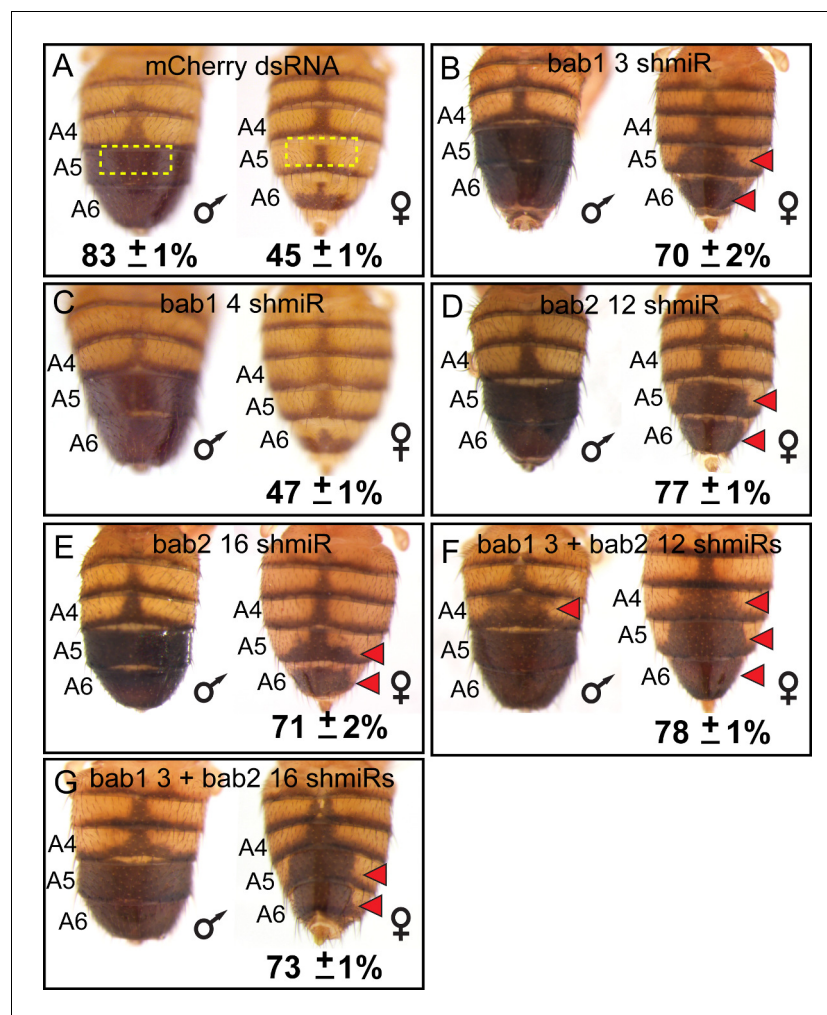 A mCherry dsRNA
A4
A5
A6
♂ ♀
83 ± 1% 45 ± 1%
B bab1 3 shmiR
A4 A4
A5 A5
A6 A6
♂ ♀
70 ± 2%
C bab1 4 shmiR
A4 A4
A5 A5
A6 A6
♂ ♀
47 ± 1%
D bab2 12 shmiR
A4 A4
A5 A5
A6 A6
♂ ♀
77 ± 1%
E bab2 16 shmiR
A4 A4
A5 A5
A6 A6
♂ ♀
71 ± 2%
F bab1 3 + bab2 12 shmiRs
A4 A4
A5 A5
A6 A6
♂ ♀
78 ± 1%
G bab1 3 + bab2 16 shmiRs
A4 A4
A5 A5
A6 A6
♂ ♀
73 ± 1%